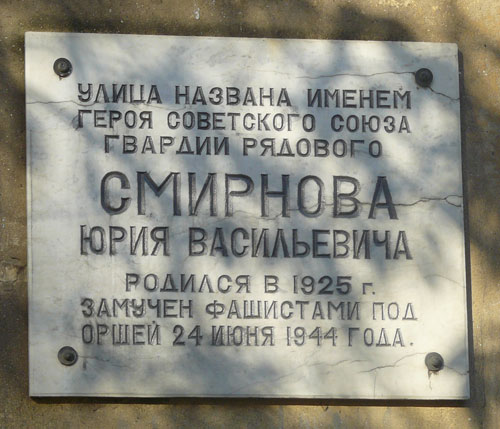 УЛИЦА НАЗВАНА ИМЕНЕМ
ГЕРОЯ СОВЕТСКОГО СОЮЗА
ГВАРДИИ РЯДОВОГО
СМИРНОВА
ЮРИЯ ВАСИЛЬЕВИЧА
РОДИЛСЯ В 1925 г.
ЗАМУЧЕН ФАШИСТАМИ ПОД
ОРШЕЙ 24 ИЮНЯ 1944 ГОДА.